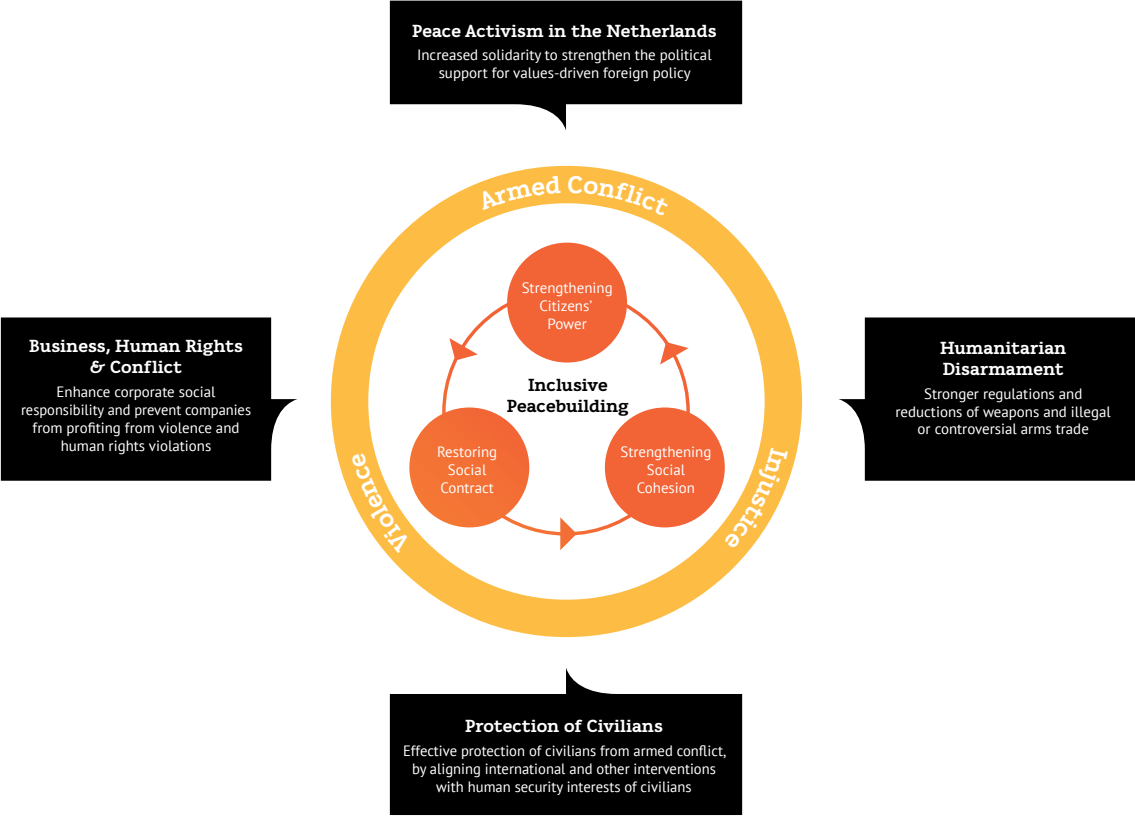 Peace Activism in the Netherlands
Increased solidarity to strengthen the political
support for values-driven foreign policy
Armed Conflict
Strengthening
Citizens’
Power
Business, Human Rights
& Conflict
Enhance corporate social
responsibility and prevent companies
from profiting from violence and
human rights violations
Inclusive
Peacebuilding
Humanitarian
Disarmament
Stronger regulations and
reductions of weapons and illegal
or controversial arms trade
Violence
Restoring
Social
Contract
Strengthening
Social
Cohesion
Injustice
Protection of Civilians
Effective protection of civilians from armed conflict,
by aligning international and other interventions
with human security interests of civilians